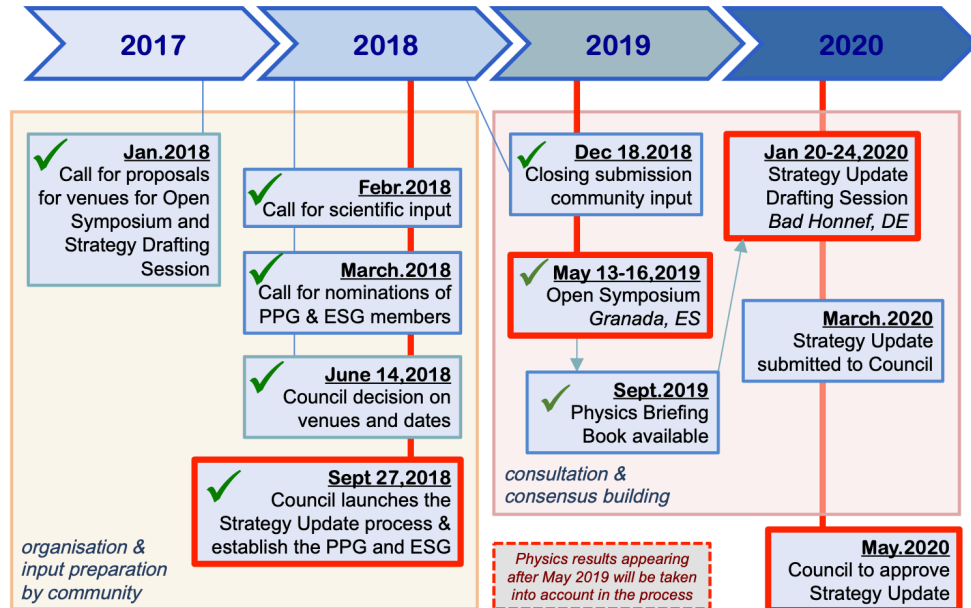 2017
2018
2019
2020
Jan.2018
Call for proposals
for venues for Open
Symposium and
Strategy Drafting
Session
Febr.2018
Call for scientific input
March.2018
Call for nominations of
PPG & ESG members
June 14,2018
Council decision on
venues and dates
Sept 27,2018
Council launches the
Strategy Update process &
establish the PPG and ESG
organisation &
input preparation
by community
Dec 18.2018
Closing submission
community input
May 13-16,2019
Open Symposium
Granada, ES
Sept.2019
Physics Briefing
Book available
consultation &
consensus building
Physics results appearing
after May 2019 will be taken
into account in the process
Jan 20-24,2020
Strategy Update
Drafting Session
Bad Honnef, DE
March.2020
Strategy Update
submitted to Council
May.2020
Council to approve
Strategy Update